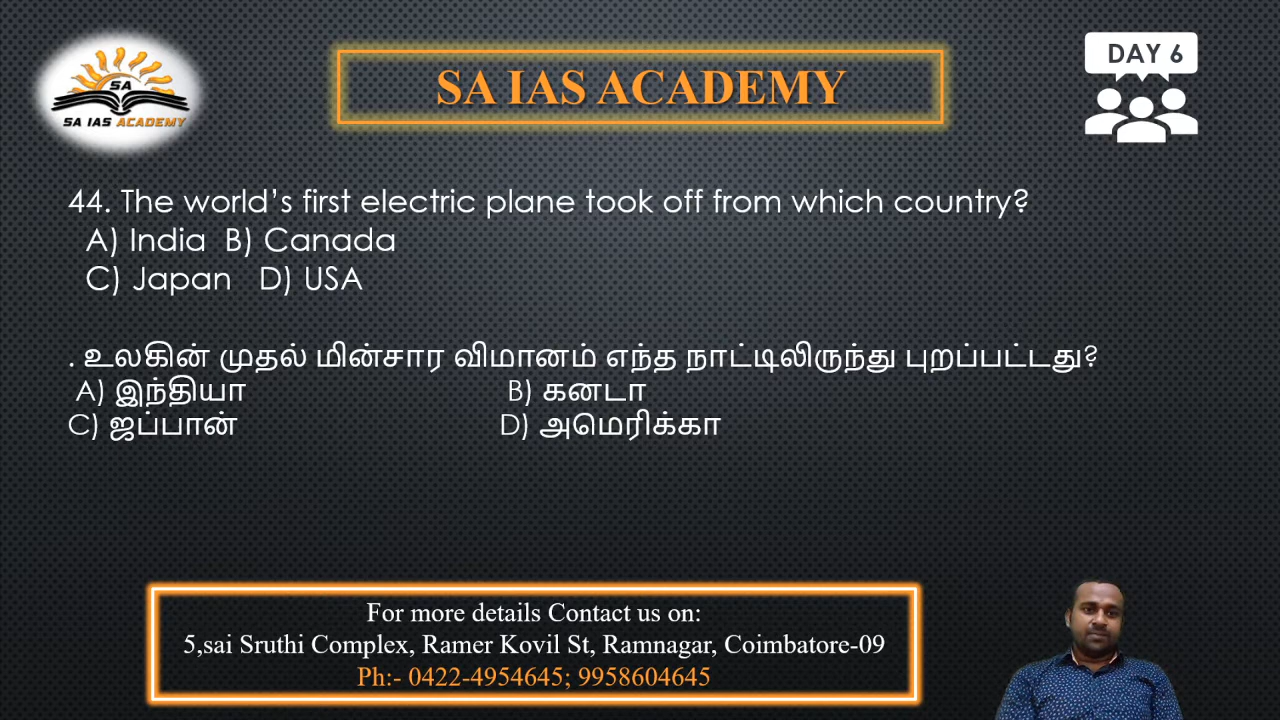 SA
SA IAS ACADEMY
SA IAS ACADEMY
DAY 6
44. The world’s first electric plane took off from which country?
A) India B) Canada
C) Japan D) USA
. உலகின் முதல் மின்சார விமானம் எந்த நாட்டிலிருந்து புறப்பட்டது?
A) இந்தியா B) கனடா
C) ஜப்பான் D) அமெரிக்கா
For more details Contact us on:
5,sai Sruthi Complex, Ramer Kovil St, Ramnagar, Coimbatore-09
Ph:- 0422-4954645; 9958604645